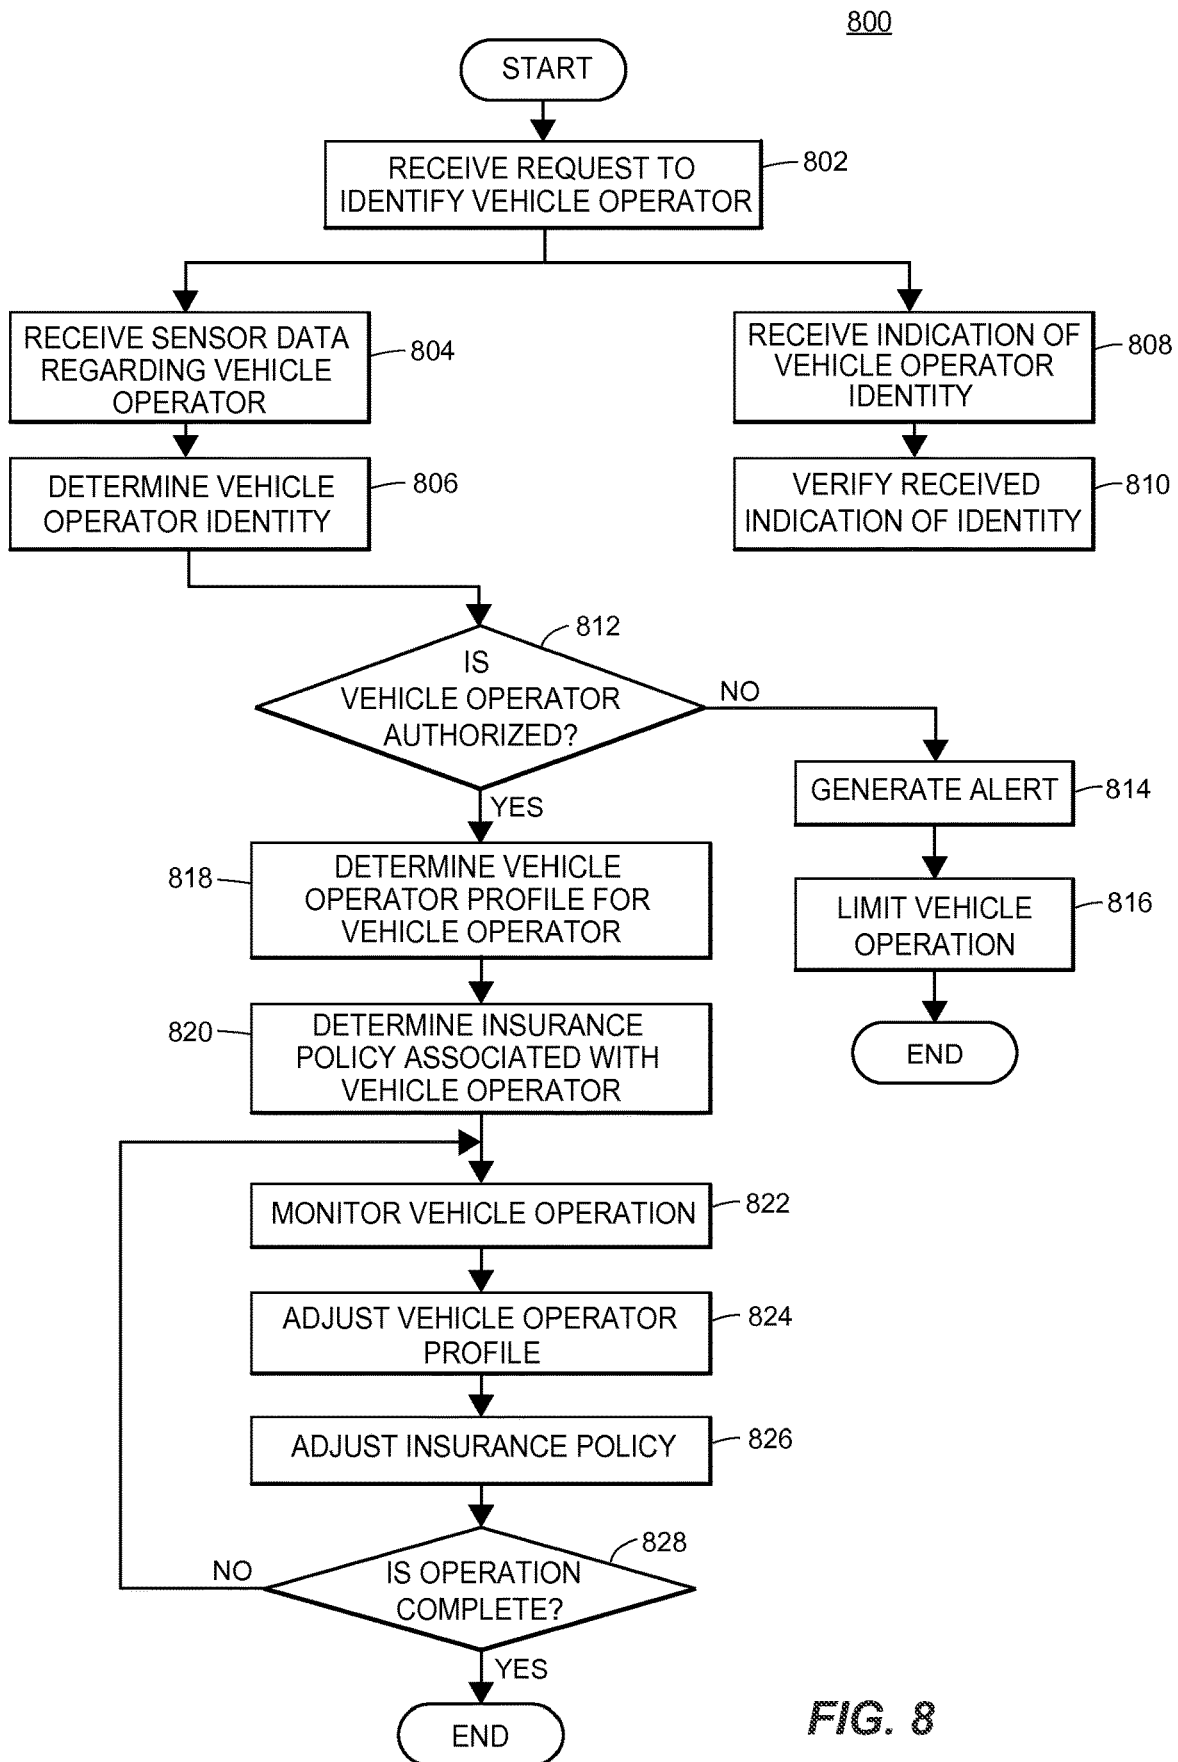 800
START
RECEIVE REQUEST TO
IDENTIFY VEHICLE OPERATOR
802
RECEIVE SENSOR DATA
REGARDING VEHICLE
OPERATOR
804
RECEIVE INDICATION OF
VEHICLE OPERATOR
IDENTITY
808
DETERMINE VEHICLE
OPERATOR IDENTITY
806
VERIFY RECEIVED
INDICATION OF IDENTITY
810
812
IS
VEHICLE OPERATOR
AUTHORIZED?
NO
YES
GENERATE ALERT
814
818
DETERMINE VEHICLE
OPERATOR PROFILE FOR
VEHICLE OPERATOR
LIMIT VEHICLE
OPERATION
816
820
DETERMINE INSURANCE
POLICY ASSOCIATED WITH
VEHICLE OPERATOR
END
MONITOR VEHICLE OPERATION
822
ADJUST VEHICLE OPERATOR
PROFILE
824
ADJUST INSURANCE POLICY
826
828
IS OPERATION
COMPLETE?
NO
YES
END
FIG. 8